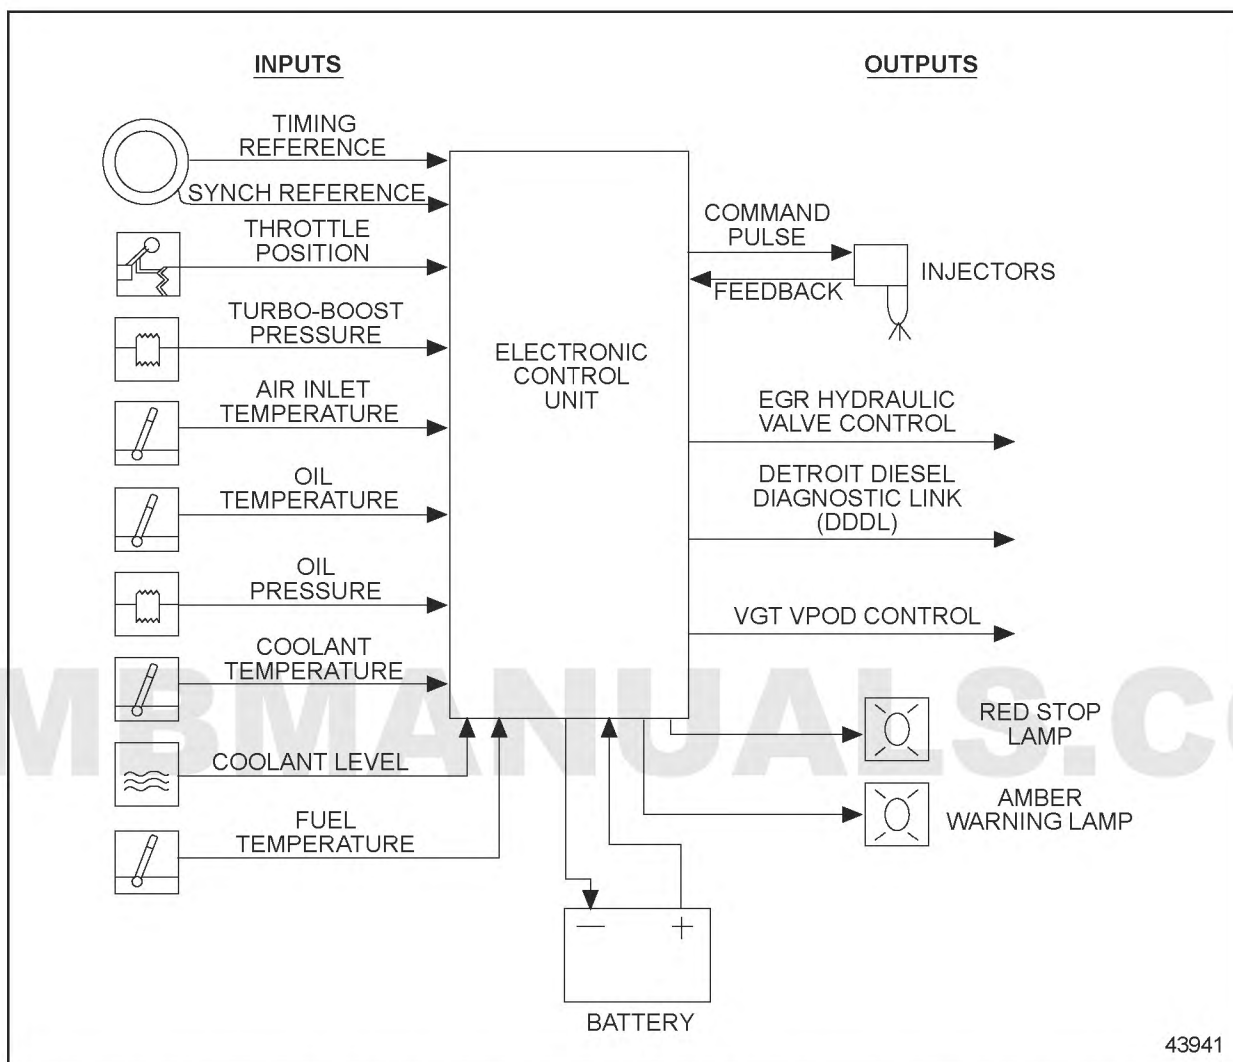 INPUTS
OUTPUTS
TIMING
REFERENCE
SYNCH REFERENCE
THROTTLE
POSITION
TURBO-BOOST
PRESSURE
AIR INLET
TEMPERATURE
OIL
TEMPERATURE
OIL
PRESSURE
COOLANT
TEMPERATURE
COOLANT LEVEL
FUEL
TEMPERATURE
ELECTRONIC
CONTROL
UNIT
COMMAND
PULSE
FEEDBACK
INJECTORS
EGR HYDRAULIC
VALVE CONTROL
DETROIT DIESEL
DIAGNOSTIC LINK
(DDDL)
VGT VPOD CONTROL
RED STOP
LAMP
AMBER
WARNING LAMP
— +
BATTERY
43941
MBMANUALS.CO